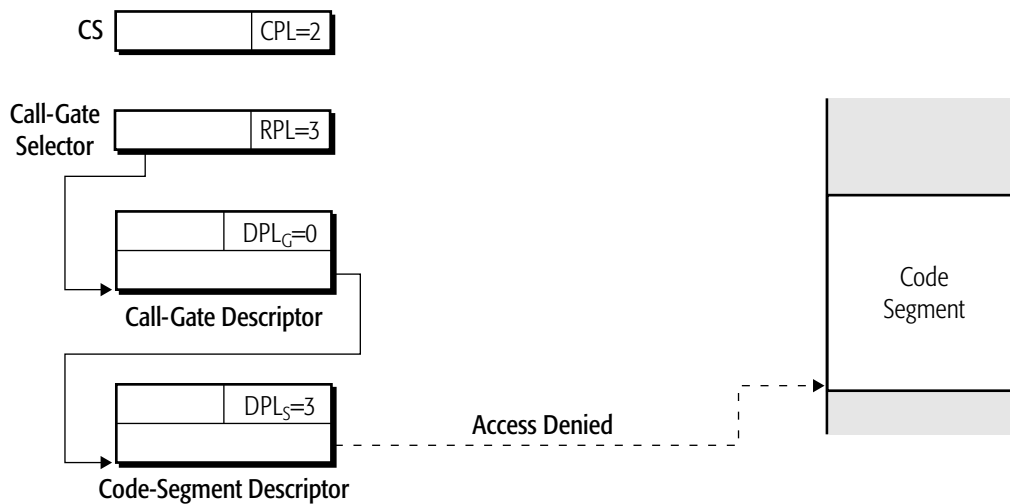 CS
CPL=2
Call-Gate
Selector
RPL=3
DPLG=0
Call-Gate Descriptor
DPLS=3
Code-Segment Descriptor
Access Denied
Code
Segment